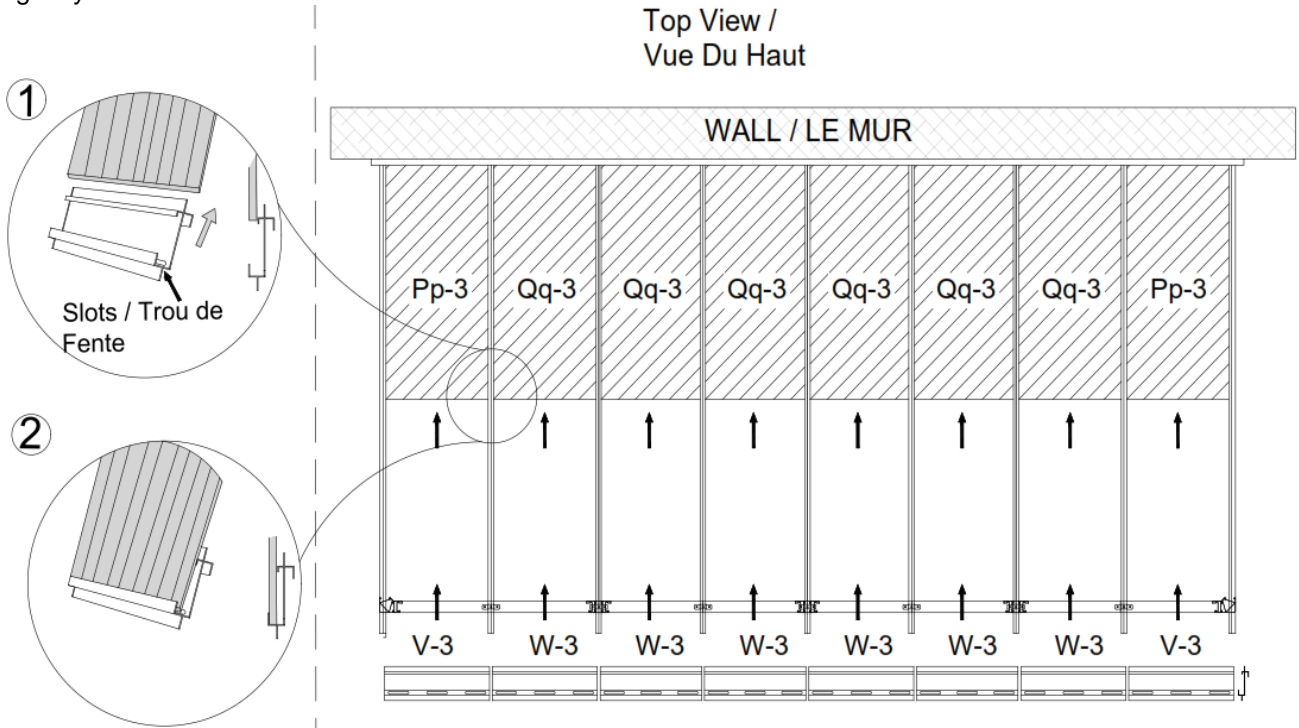 Top View /
Vue Du Haut
1
WALL / LE MUR
Slots / Trou de
Fente
Pp-3 Qq-3 Qq-3 Qq-3 Qq-3 Qq-3 Qq-3 Pp-3
2
V-3 W-3 W-3 W-3 W-3 W-3 W-3 V-3